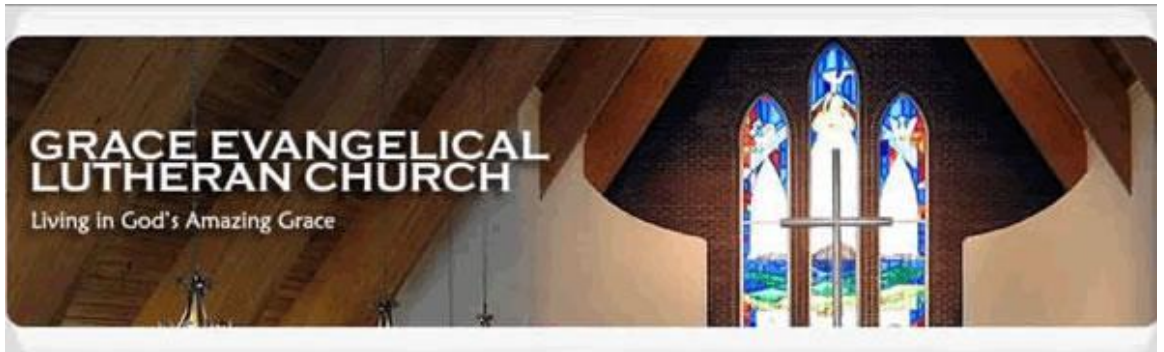 GRACE EVANGELICAL
LUTHERAN CHURCH
Living in God's Amazing Grace